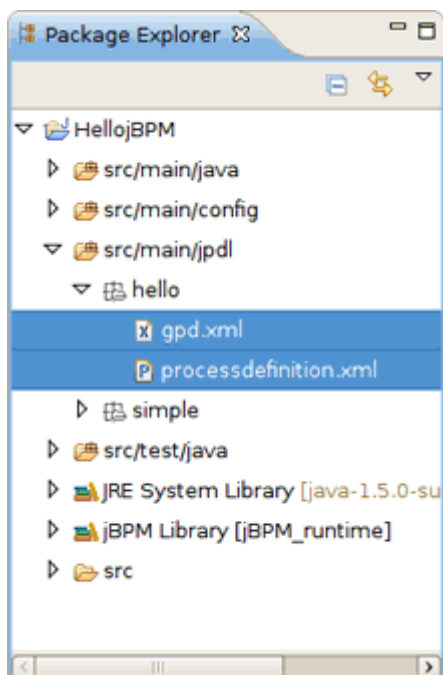 Package Explorer
HellojBPM
src/main/java
src/main/config
src/main/jpdl
hello
gpd.xml
processdefinition.xml
simple
src/test/java
JRE System Library [java-1.5.0-su
jBPM Library [jBPM_runtime]
src